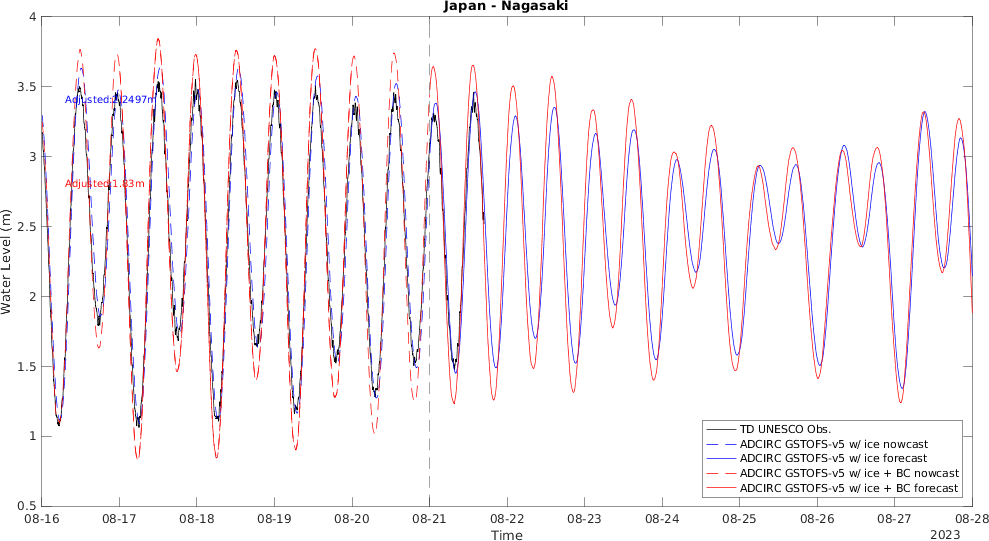 Japan - Nagasaki
4
3.5
3
2.5
2
1.5
1
0.5
Water Level (m)
Adjusted:1.83m
08-16
08-17
08-18
08-19
08-20
08-21
08-22
08-23
08-24
08-25
08-26
08-27
08-28
Time
2023
TD UNESCO Obs.
ADCIRC GSTOFS-v5 w/ ice nowcast
ADCIRC GSTOFS-v5 w/ ice forecast
ADCIRC GSTOFS-v5 w/ ice + BC nowcast
ADCIRC GSTOFS-v5 w/ ice + BC forecast